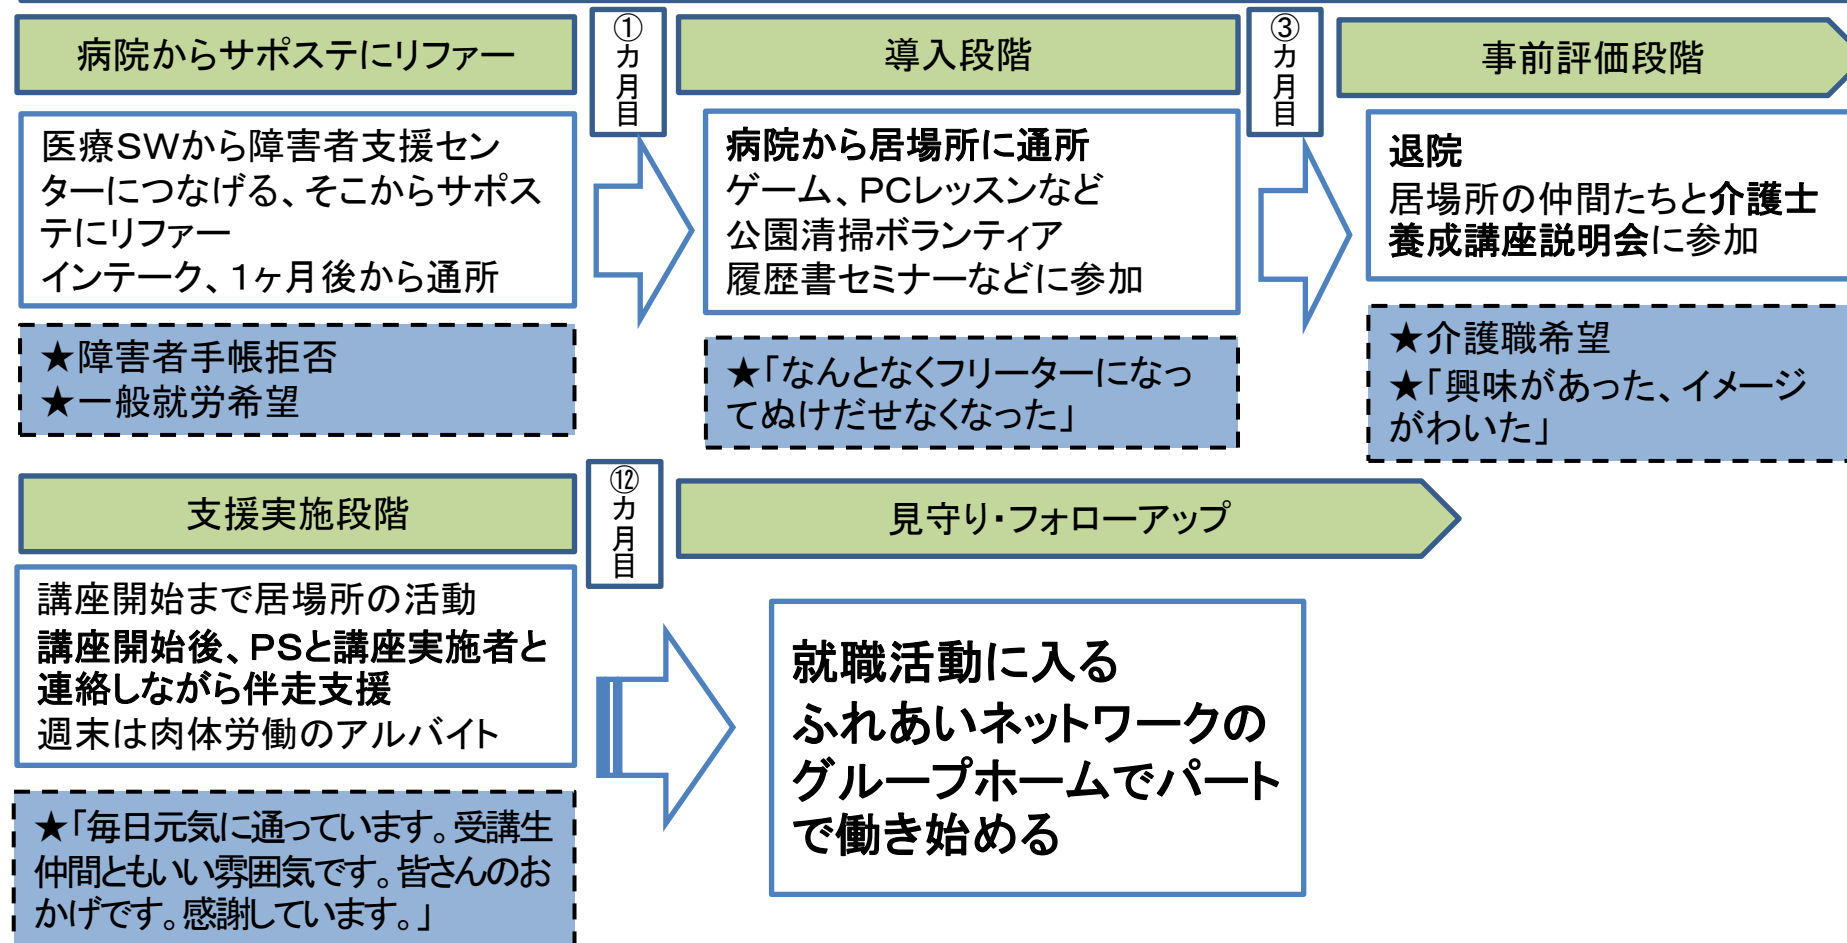 病院からサポステにリファー
①カ月目
導入段階
③カ月目
事前評価段階
医療SWから障害者支援セン
ターにつなげる、そこからサポス
テにリファー
インテーク、1ヶ月後から通所
病院から居場所に通所
ゲーム、PCレッスンなど
公園清掃ボランティア
履歴書セミナーなどに参加
退院
居場所の仲間たちと介護士
養成講座説明会に参加
★障害者手帳拒否
★一般就労希望
★「なんとなくフリーターになっ
てぬけだせなくなった」
★介護職希望
★「興味があった、イメージ
がわいた」
支援実施段階
⑫カ月目
見守り・フォローアップ
講座開始まで居場所の活動
講座開始後、PSと講座実施者と
連絡しながら伴走支援
週末は肉体労働のアルバイト
就職活動に入る
ふれあいネットワークの
グループホームでパート
で働き始める
★「毎日元気に通っています。受講生
仲間ともいい雰囲気です。皆さんのお
かげです。感謝しています。」